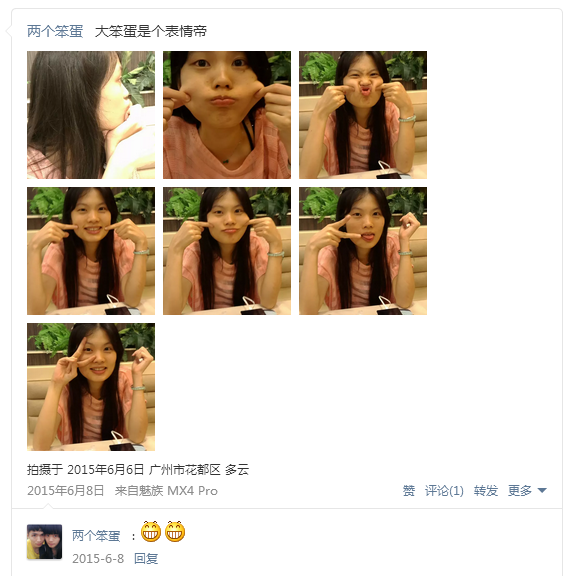 两个笨蛋 大笨蛋是个表情帝
拍摄于 2015年6月6日 广州市花都区 多云
2015年6月8日 来自魅族 MX4 Pro 赞 评论(1) 转发 更多
两个笨蛋 :
2015-6-8 回复